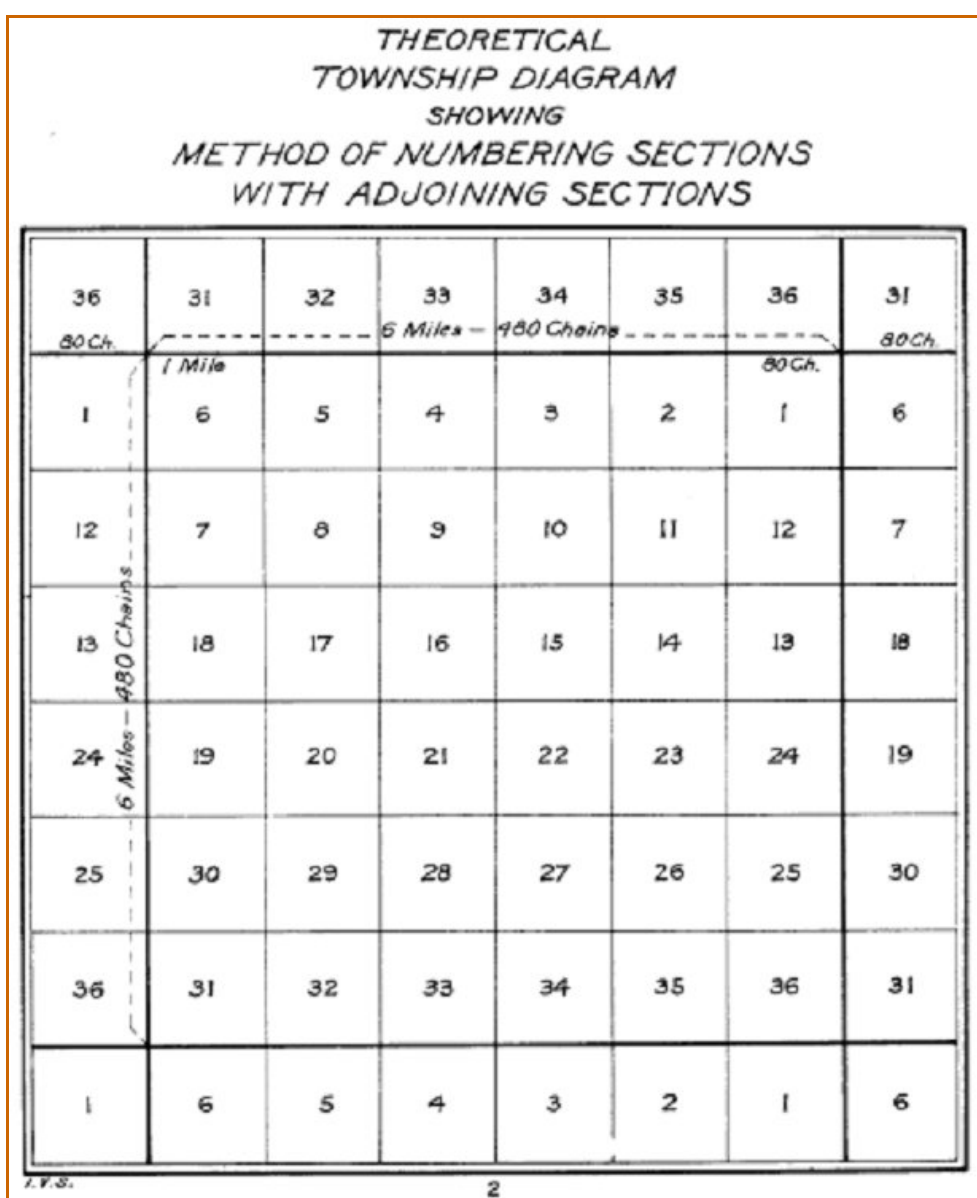 THEORETICAL
TOWNSHIP DIAGRAM
SHOWING
METHOD OF NUMBERING SECTIONS
WITH ADJOINING SECTIONS
36 31 32 33 34 35 36 31
80 Ch. 6 Miles — 480 Chains 80 Ch.
1 Mile 80 Ch.
1 6 5 4 3 2 1 6
12 7 8 9 10 11 12 7
6 Miles — 480 Chains
13 18 17 16 15 14 13 18
24 19 20 21 22 23 24 19
25 30 29 28 27 26 25 30
36 31 32 33 34 35 36 31
1 6 5 4 3 2 1 6
I.V.S.
2